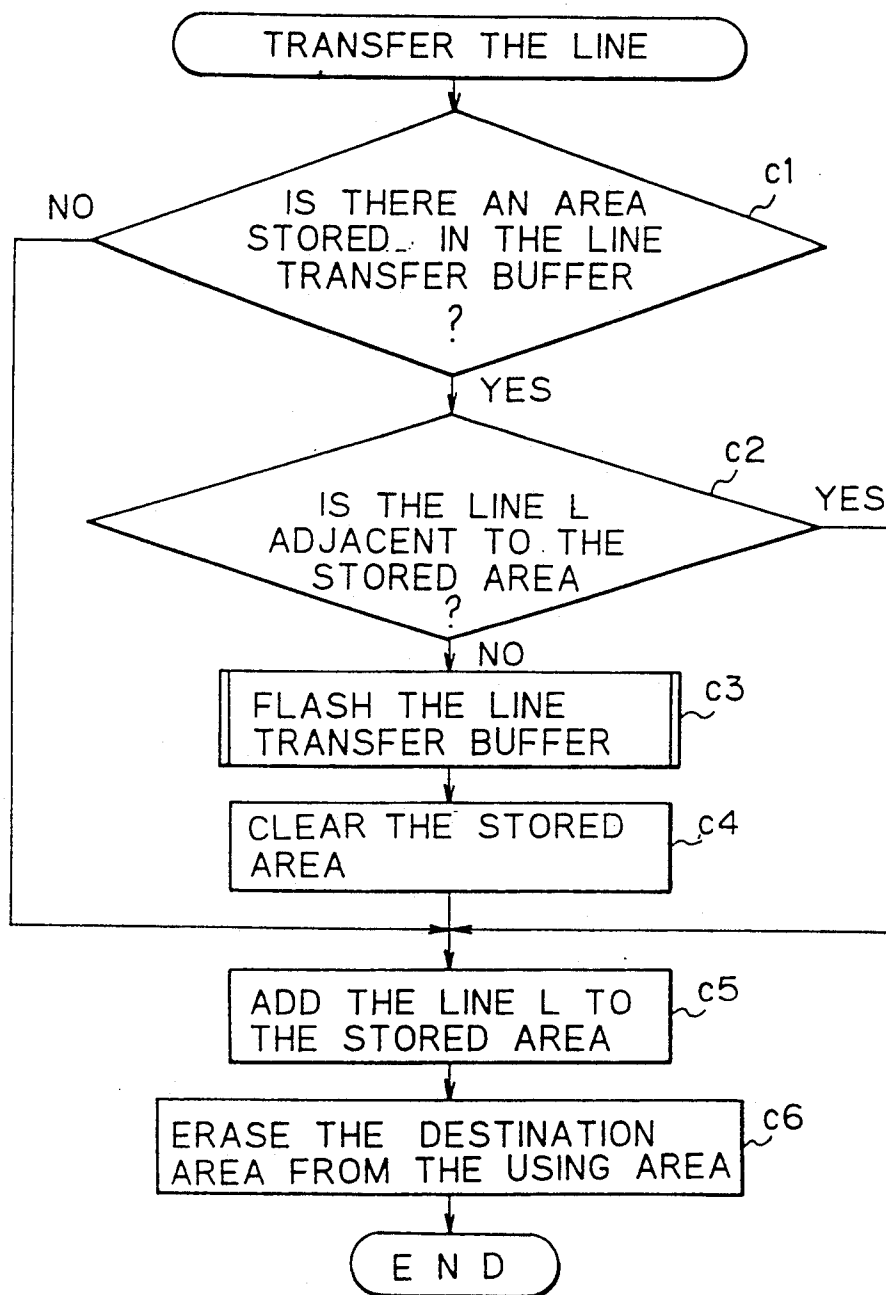 TRANSFER THE LINE
c1
NO
IS THERE AN AREA
STORED IN THE LINE
TRANSFER BUFFER
?
YES
c2
YES
IS THE LINE L
ADJACENT TO THE
STORED AREA
?
NO
c3
FLASH THE LINE
TRANSFER BUFFER
c4
CLEAR THE STORED
AREA
c5
ADD THE LINE L TO
THE STORED AREA
c6
ERASE THE DESTINATION
AREA FROM THE USING AREA
END